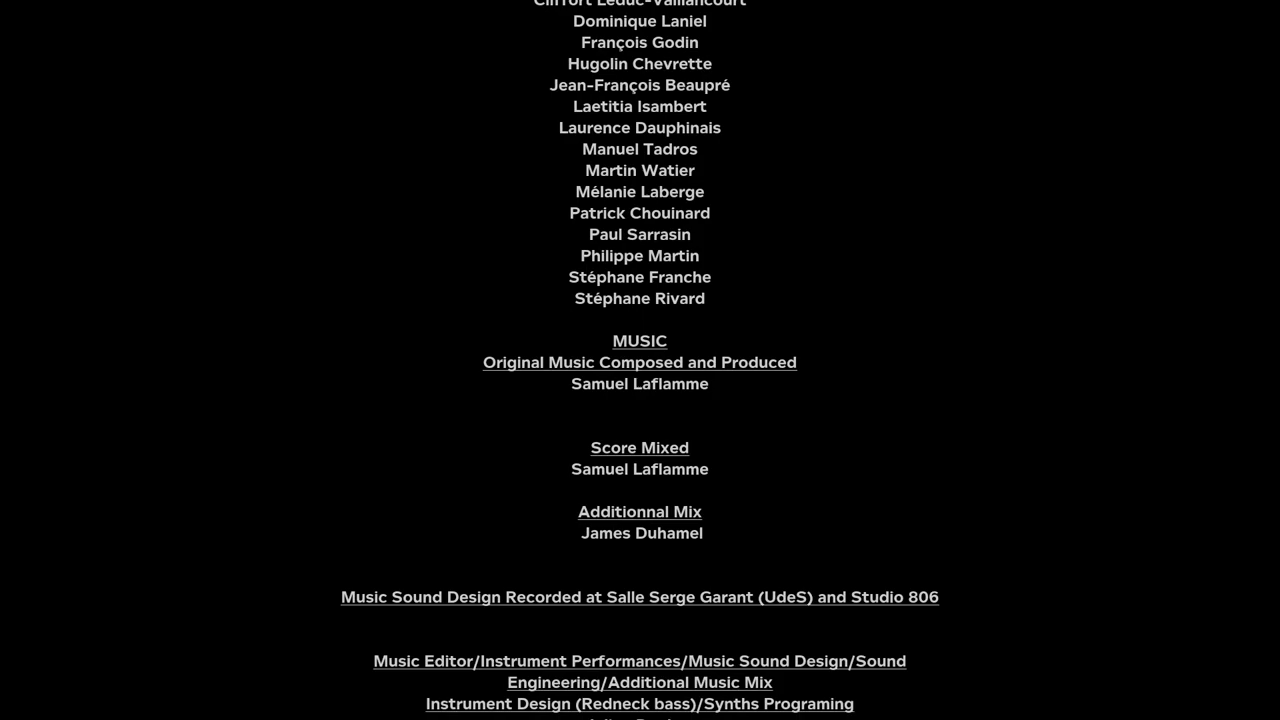 Cliffort Leduc-Vaillancourt
Dominique Laniel
François Godin
Hugolin Chevrette
Jean-François Beaupré
Laetitia Isambert
Laurence Dauphinais
Manuel Tadros
Martin Watier
Mélanie Laberge
Patrick Chouinard
Paul Sarrasin
Philippe Martin
Stéphane Franche
Stéphane Rivard
MUSIC
Original Music Composed and Produced
Samuel Laflamme
Score Mixed
Samuel Laflamme
Additionnal Mix
James Duhamel
Music Sound Design Recorded at Salle Serge Garant (UdeS) and Studio 806
Music Editor/Instrument Performances/Music Sound Design/Sound
Engineering/Additional Music Mix
Instrument Design (Redneck bass)/Synths Programing